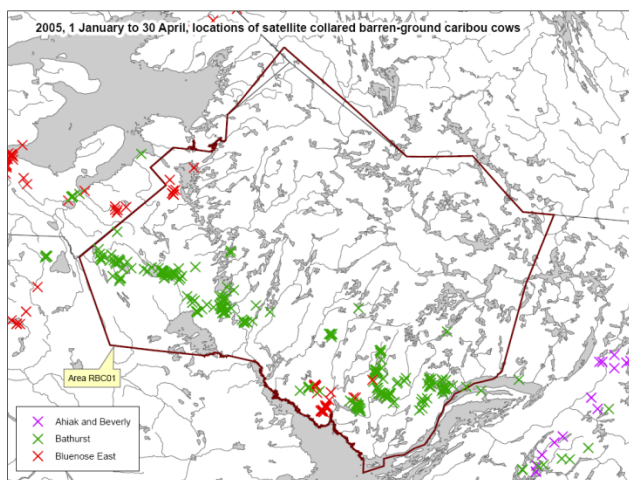 2005, 1 January to 30 April, locations of satellite collared barren-ground caribou cows
Area RBC01
Ahiak and Beverly
Bathurst
Bluenose East